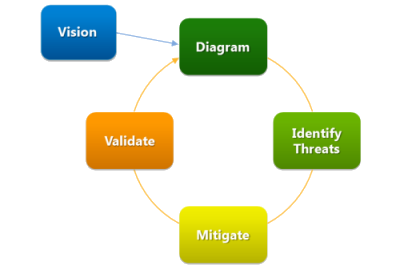 Vision
Diagram
Identify
Threats
Mitigate
Validate